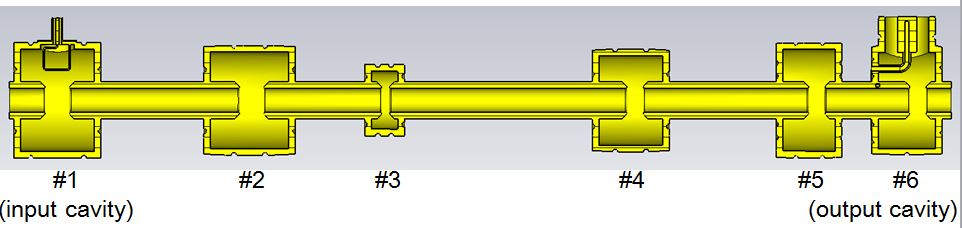 #1 #2 #3 #4 #5 #6
(input cavity) (output cavity)